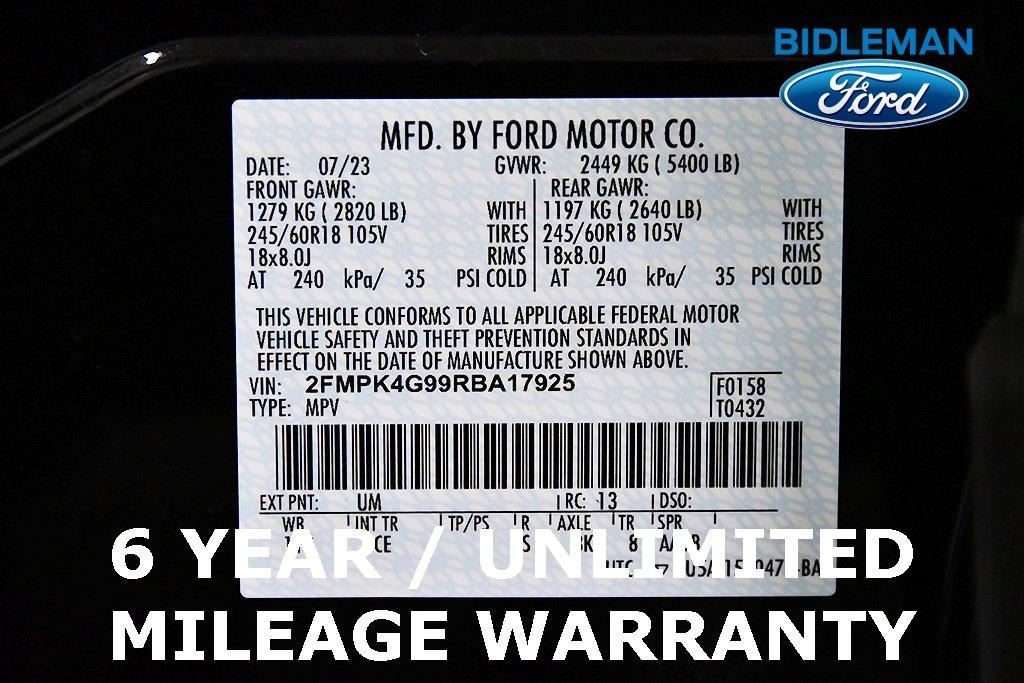 BIDLEMAN
Ford
MFD. BY FORD MOTOR CO.
DATE: 07/23 GVWR: 2449 KG ( 5400 LB)
FRONT GAWR: REAR GAWR:
1279 KG ( 2820 LB) WITH 1197 KG ( 2640 LB) WITH
245/60R18 105V TIRES 245/60R18 105V TIRES
18x8.0J RIMS 18x8.0J RIMS
AT 240 kPa/ 35 PSI COLD AT 240 kPa/ 35 PSI COLD
THIS VEHICLE CONFORMS TO ALL APPLICABLE FEDERAL MOTOR
VEHICLE SAFETY AND THEFT PREVENTION STANDARDS IN
EFFECT ON THE DATE OF MANUFACTURE SHOWN ABOVE.
VIN: 2FMPK4G99RBA17925 F0158
TYPE: MPV T0432
EXT PNT: UM RC: 13 DSO:
WB INT TR TP/PS R AXLE TR SPR
6 YEAR / UNLIMITED
MILEAGE WARRANTY